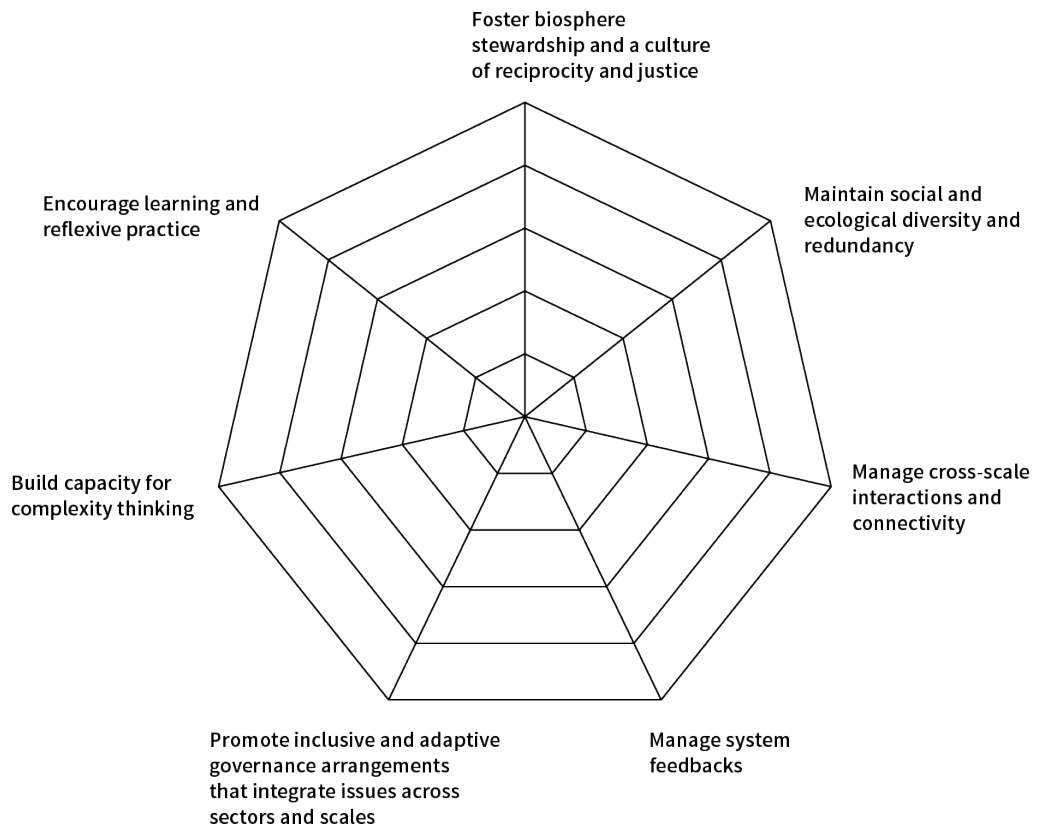 Foster biosphere
stewardship and a culture
of reciprocity and justice
Maintain social and
ecological diversity and
redundancy
Manage cross-scale
interactions and
connectivity
Manage system
feedbacks
Promote inclusive and adaptive
governance arrangements
that integrate issues across
sectors and scales
Build capacity for
complexity thinking
Encourage learning and
reflexive practice